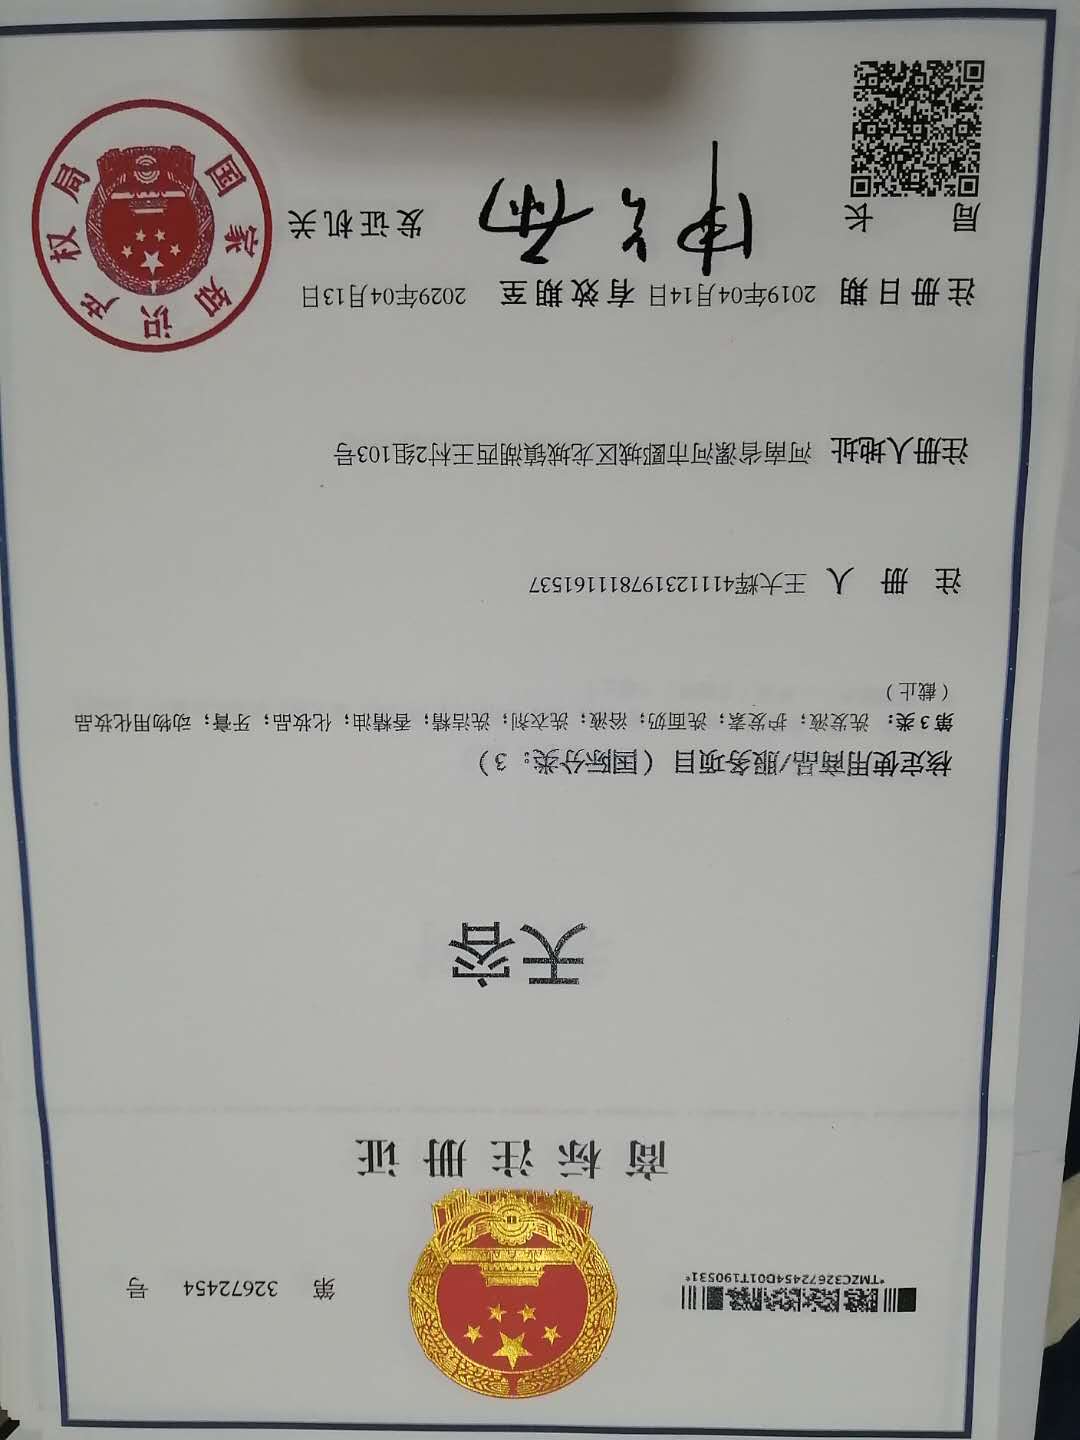 *TMZC32672454D01T190531*
第 32672454 号
商标注册证
天容
核定使用商品/服务项目（国际分类：3）
第3类：洗发液；护发素；洗面奶；浴液；洗衣剂；洗洁精；香精油；化妆品；牙膏；动物用化妆品
（截止）
注册人 王大辉411123197811161537
注册人地址 河南省漯河市郾城区龙城镇湖西王村2组103号
注册日期 2019年04月14日 有效期至 2029年04月13日
局长 申长雨 发证机关
国家知识产权局